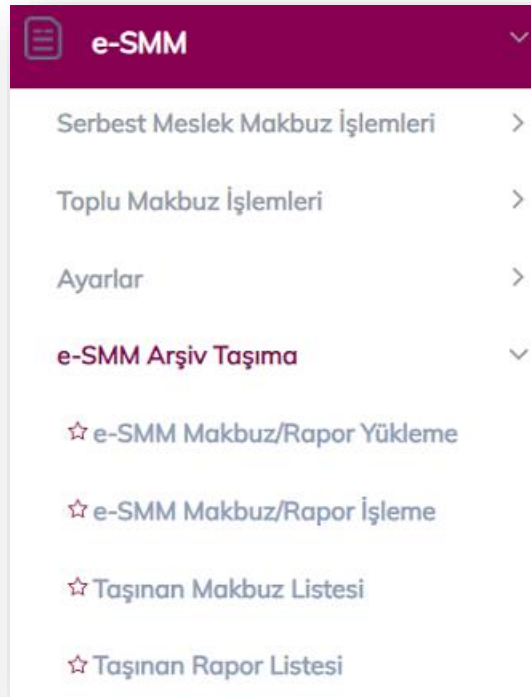 e-SMM
Serbest Meslek Makbuz İşlemleri
Toplu Makbuz İşlemleri
Ayarlar
e-SMM Arşiv Taşıma
e-SMM Makbuz/Rapor Yükleme
e-SMM Makbuz/Rapor İşleme
Taşınan Makbuz Listesi
Taşınan Rapor Listesi